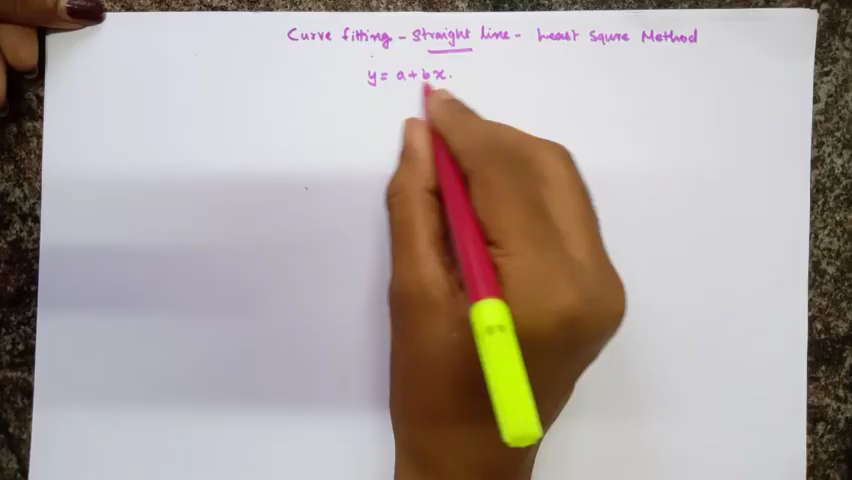 Curve fitting - Straight line - Least Squre Method
y = a + bx.